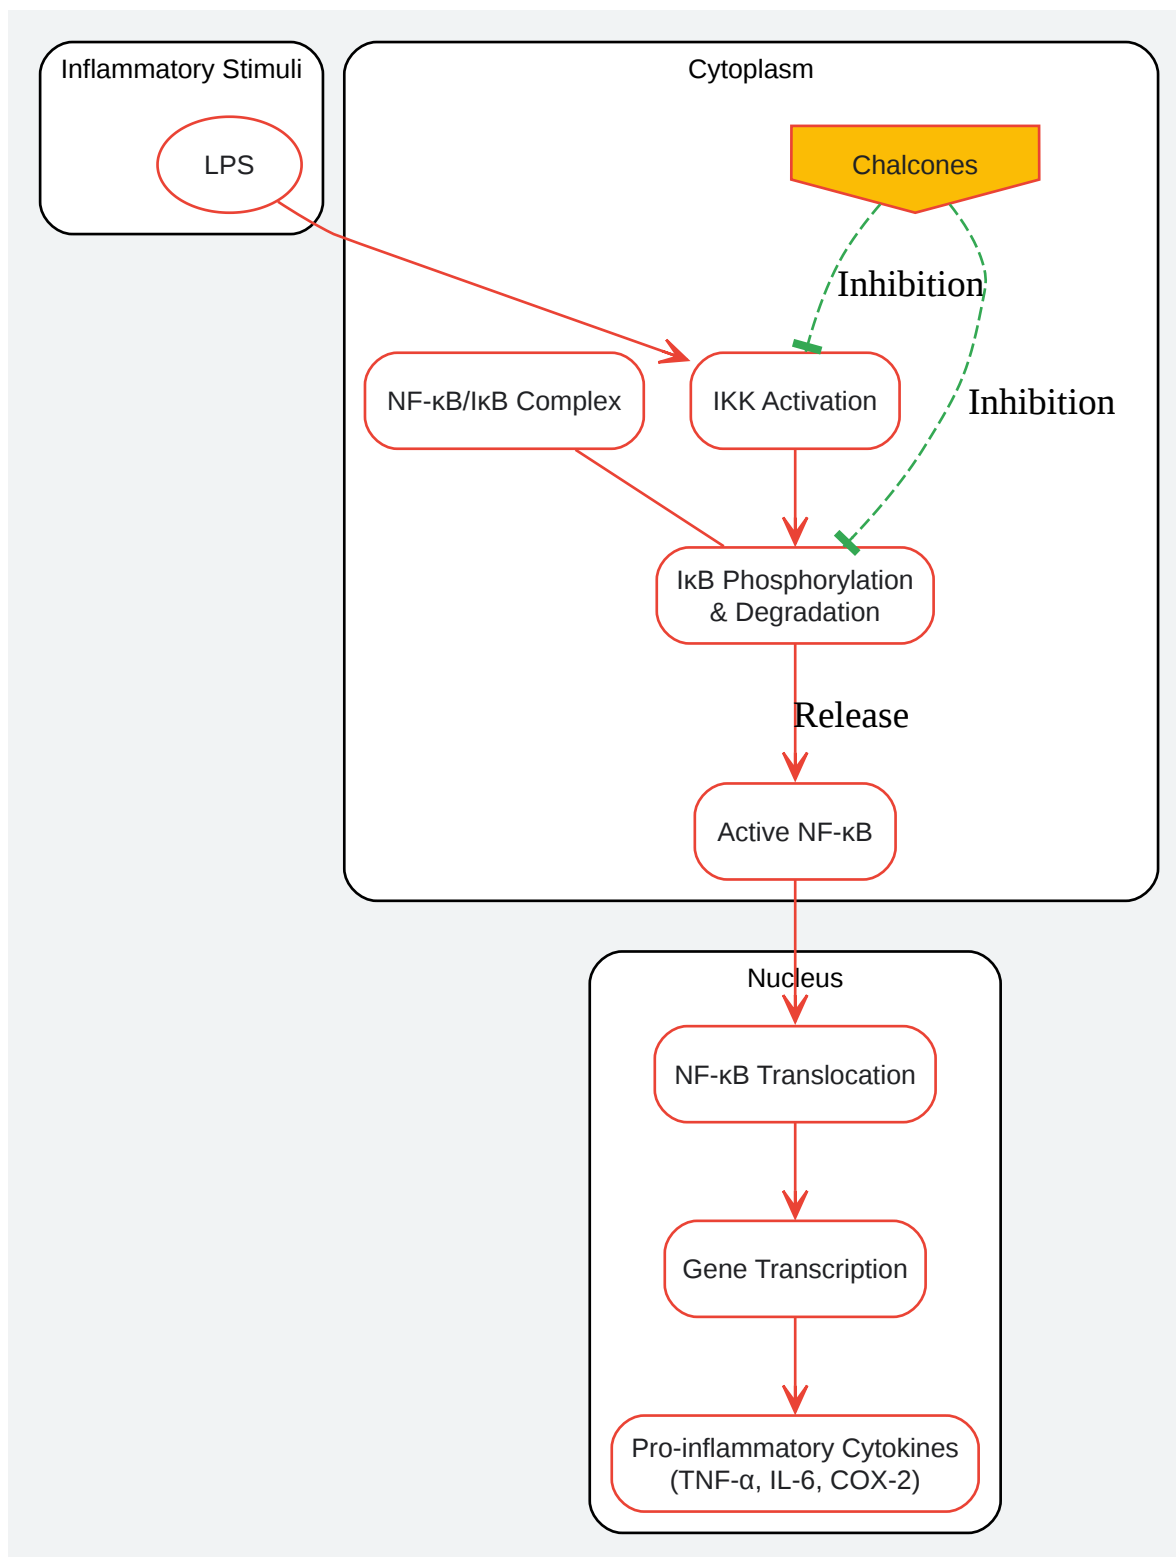 Inflammatory Stimuli
Cytoplasm
LPS
Chalcones
Inhibition
NF-κB/IκB Complex
IKK Activation
Inhibition
IκB Phosphorylation
& Degradation
Release
Active NF-κB
Nucleus
NF-κB Translocation
Gene Transcription
Pro-inflammatory Cytokines
(TNF-α, IL-6, COX-2)